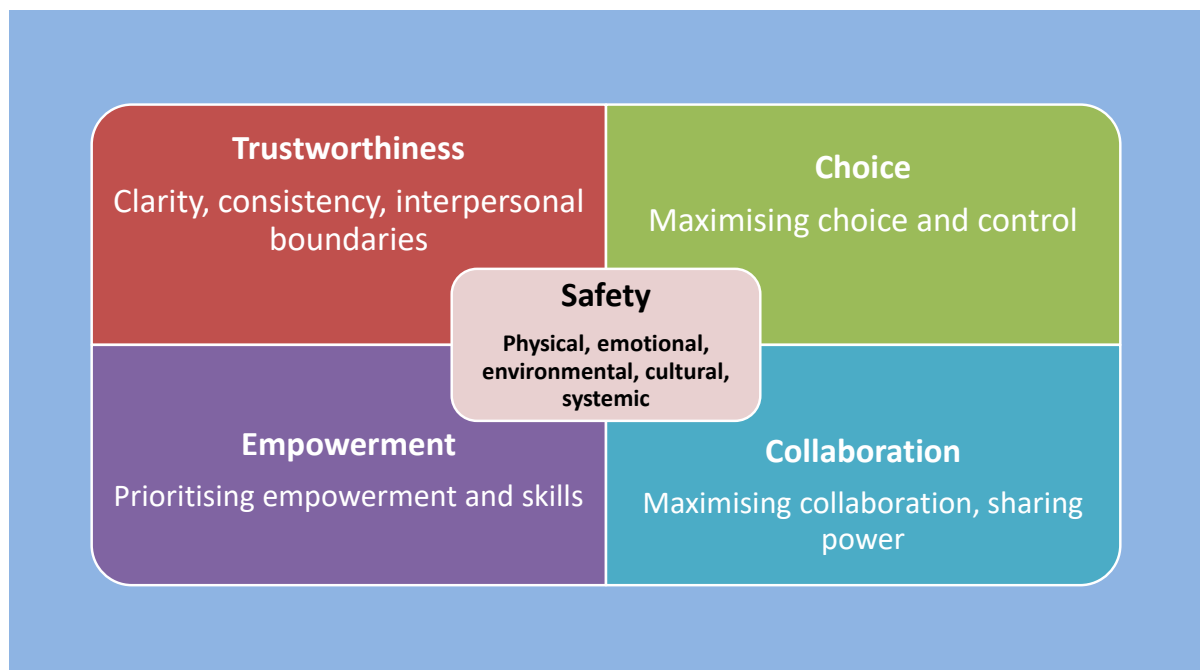 Trustworthiness
Clarity, consistency, interpersonal
boundaries
Choice
Maximising choice and control
Safety
Physical, emotional,
environmental, cultural,
systemic
Empowerment
Prioritising empowerment and skills
Collaboration
Maximising collaboration, sharing
power